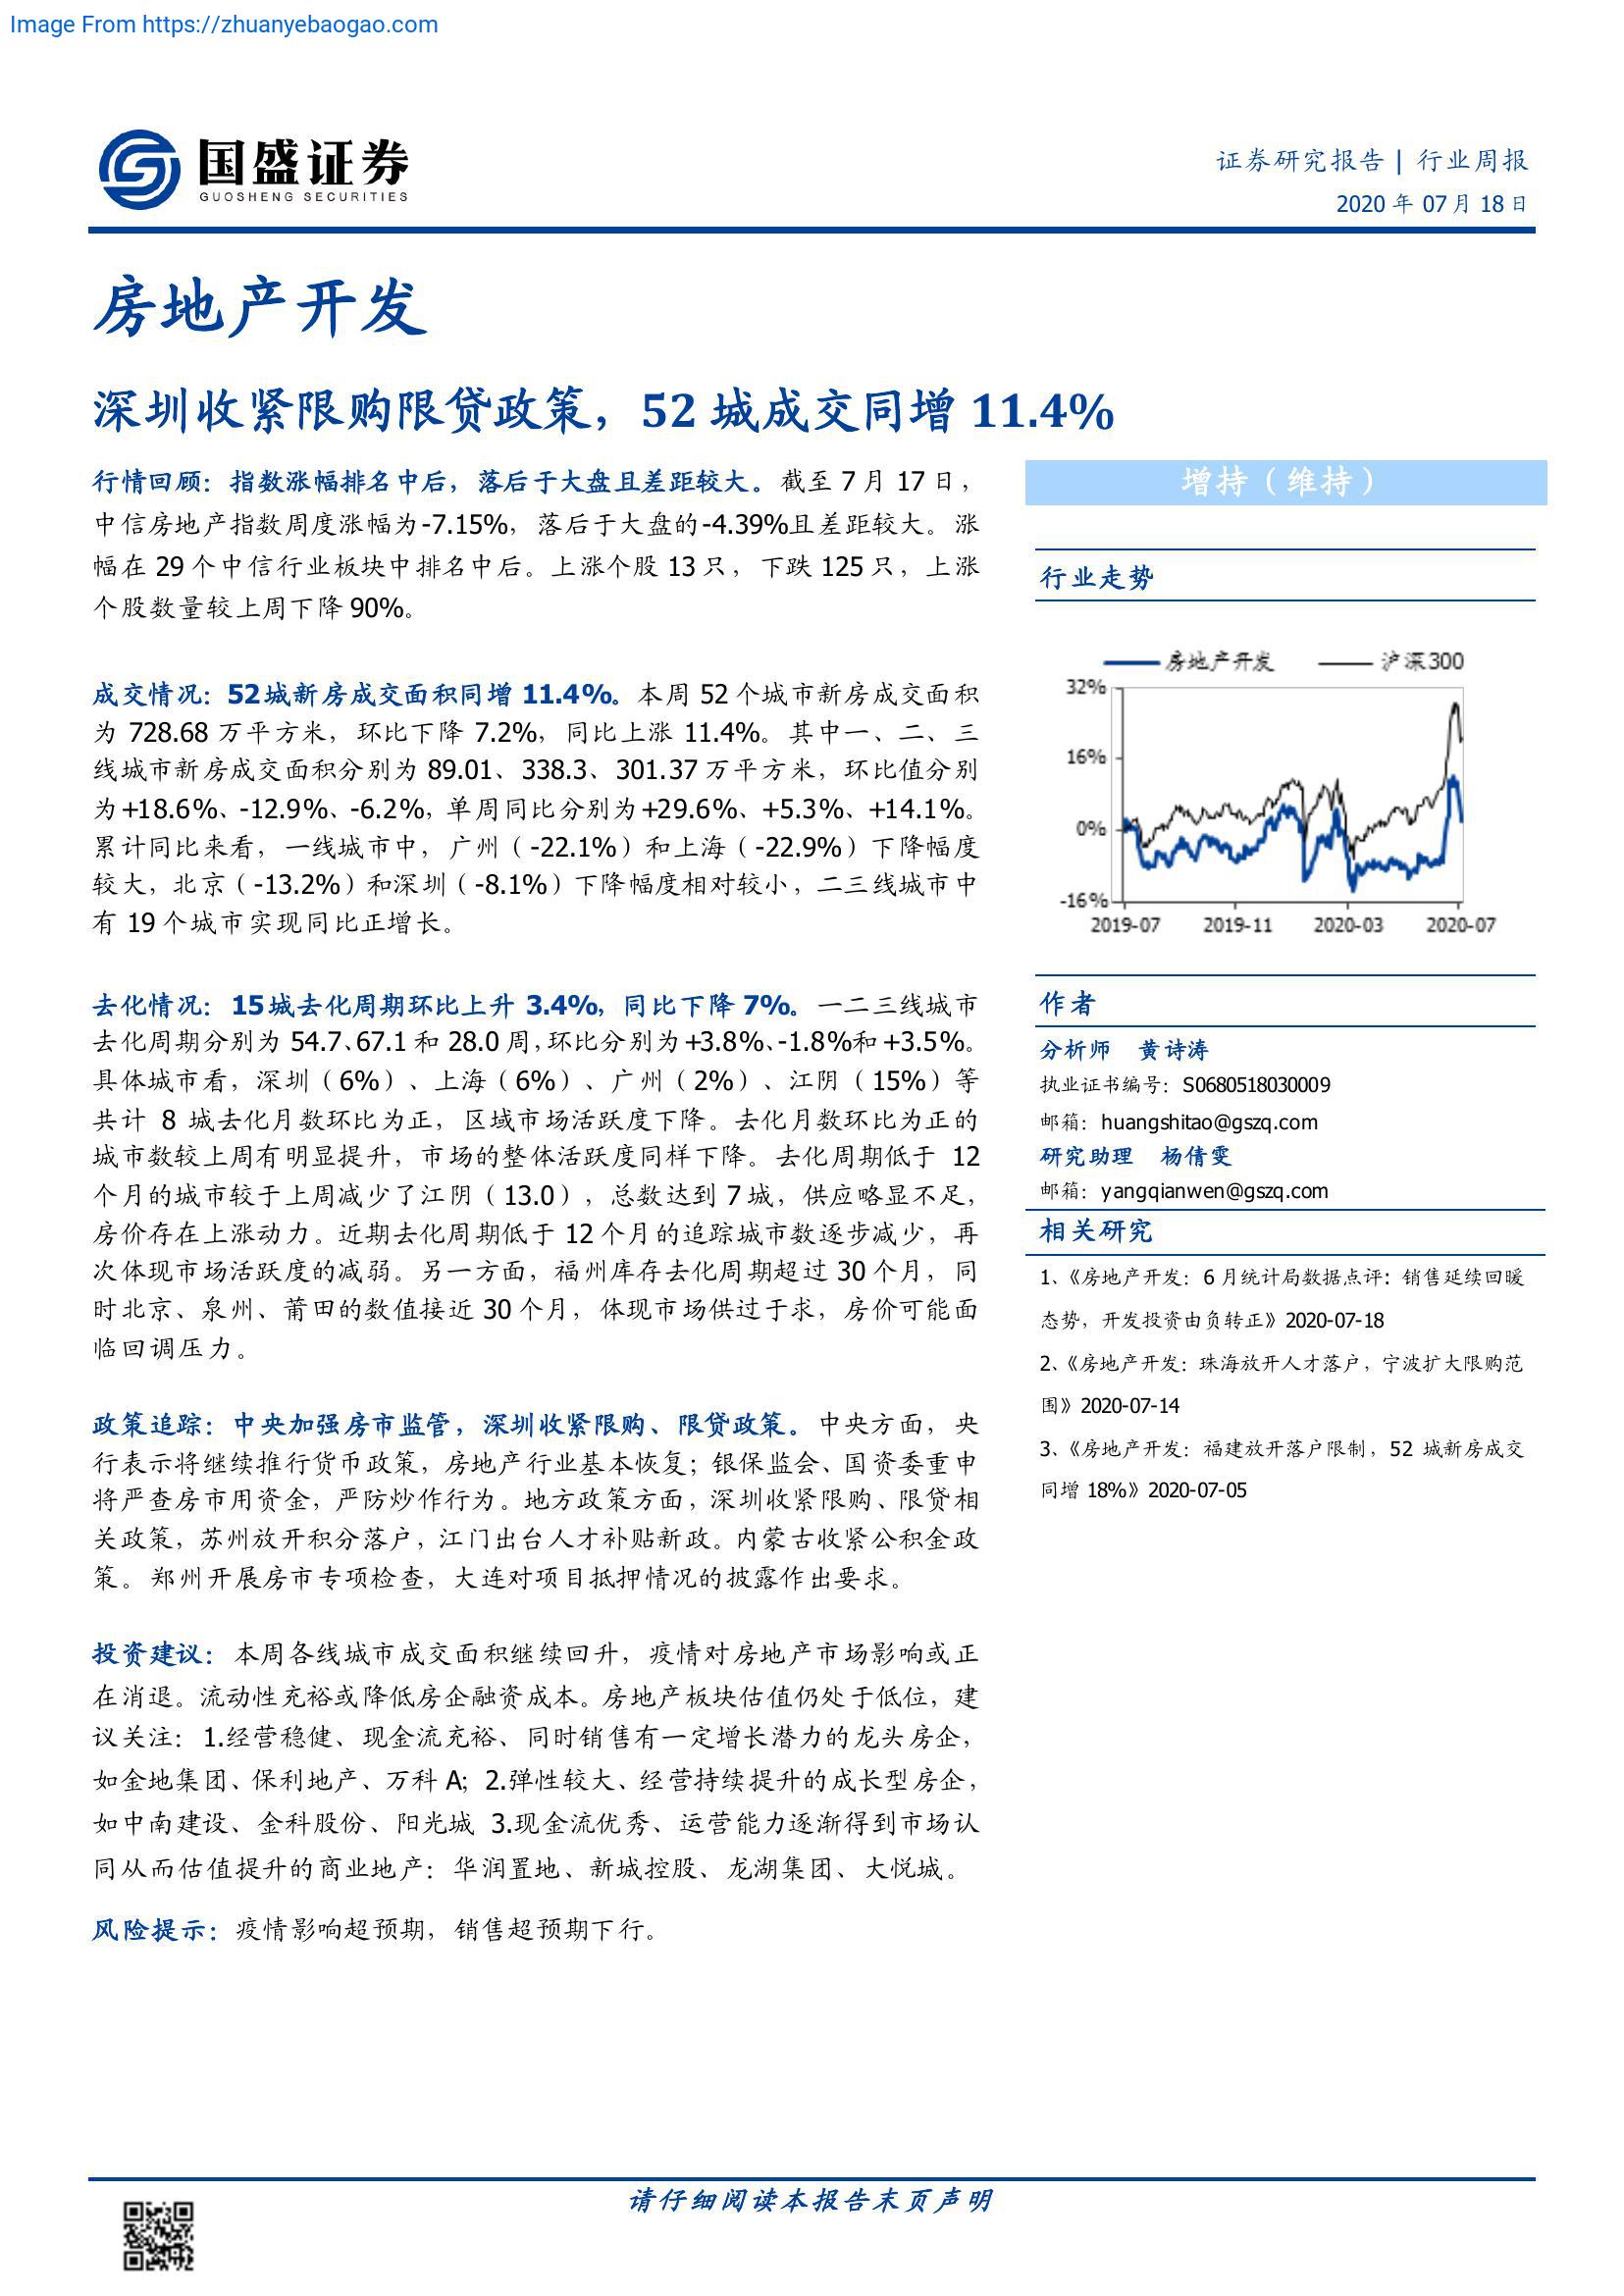 Image From https://zhuanyebaogao.com
国盛证券
GUOSHENG SECURITIES
证券研究报告 | 行业周报
2020 年 07 月 18 日
房地产开发
深圳收紧限购限贷政策，52 城成交同增 11.4%
行情回顾：指数涨幅排名中后，落后于大盘且差距较大。截至 7 月 17 日，
中信房地产指数周度涨幅为-7.15%，落后于大盘的-4.39%且差距较大。涨
幅在 29 个中信行业板块中排名中后。上涨个股 13 只，下跌 125 只，上涨
个股数量较上周下降 90%。
成交情况：52 城新房成交面积同增 11.4%。本周 52 个城市新房成交面积
为 728.68 万平方米，环比下降 7.2%，同比上涨 11.4%。其中一、二、三
线城市新房成交面积分别为 89.01、338.3、301.37 万平方米，环比值分别
为+18.6%、-12.9%、-6.2%，单周同比分别为+29.6%、+5.3%、+14.1%。
累计同比来看，一线城市中，广州（-22.1%）和上海（-22.9%）下降幅度
较大，北京（-13.2%）和深圳（-8.1%）下降幅度相对较小，二三线城市中
有 19 个城市实现同比正增长。
去化情况：15 城去化周期环比上升 3.4%，同比下降 7%。一二三线城市
去化周期分别为 54.7、67.1 和 28.0 周，环比分别为+3.8%、-1.8%和+3.5%。
具体城市看，深圳（6%）、上海（6%）、广州（2%）、江阴（15%）等
共计 8 城去化月数环比为正，区域市场活跃度下降。去化月数环比为正的
城市数较上周有明显提升，市场的整体活跃度同样下降。去化周期低于 12
个月的城市较于上周减少了江阴（13.0），总数达到 7 城，供应略显不足，
房价存在上涨动力。近期去化周期低于 12 个月的追踪城市数逐步减少，再
次体现市场活跃度的减弱。另一方面，福州库存去化周期超过 30 个月，同
时北京、泉州、莆田的数值接近 30 个月，体现市场供过于求，房价可能面
临回调压力。
政策追踪：中央加强房市监管，深圳收紧限购、限贷政策。中央方面，央
行表示将继续推行货币政策，房地产行业基本恢复；银保监会、国资委重申
将严查房市用资金，严防炒作行为。地方政策方面，深圳收紧限购、限贷相
关政策，苏州放开积分落户，江门出台人才补贴新政。内蒙古收紧公积金政
策。郑州开展房市专项检查，大连对项目抵押情况的披露作出要求。
投资建议：本周各线城市成交面积继续回升，疫情对房地产市场影响或正
在消退。流动性充裕或降低房企融资成本。房地产板块估值仍处于低位，建
议关注：1.经营稳健、现金流充裕、同时销售有一定增长潜力的龙头房企，
如金地集团、保利地产、万科 A；2.弹性较大、经营持续提升的成长型房企，
如中南建设、金科股份、阳光城 3.现金流优秀、运营能力逐渐得到市场认
同从而估值提升的商业地产：华润置地、新城控股、龙湖集团、大悦城。
风险提示：疫情影响超预期，销售超预期下行。
增持（维持）
行业走势
房地产开发 沪深300
32%
16%
0%
-16%
2019-07 2019-11 2020-03 2020-07
作者
分析师 黄诗涛
执业证书编号：S0680518030009
邮箱：huangshitao@gszq.com
研究助理 杨倩雯
邮箱：yangqianwen@gszq.com
相关研究
1、《房地产开发：6 月统计局数据点评：销售延续回暖
态势，开发投资由负转正》2020-07-18
2、《房地产开发：珠海放开人才落户，宁波扩大限购范
围》2020-07-14
3、《房地产开发：福建放开落户限制，52 城新房成交
同增 18%》2020-07-05
请仔细阅读本报告末页声明